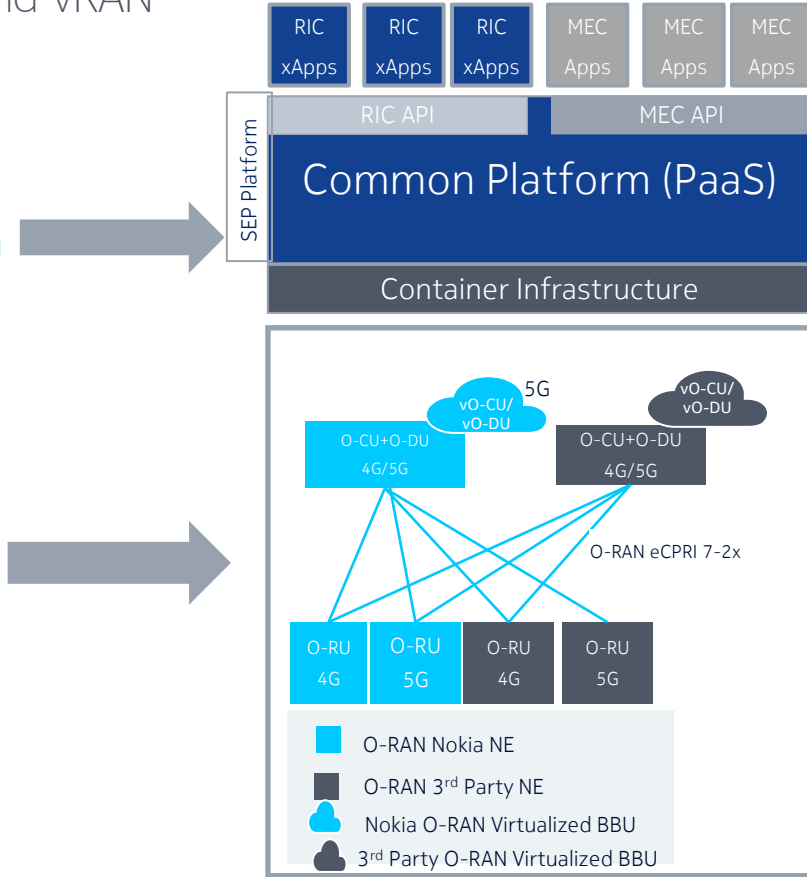 nd vRAN
RIC
xApps
RIC
xApps
RIC
xApps
MEC
Apps
MEC
Apps
MEC
Apps
SEP Platform
RIC API
MEC API
Common Platform (PaaS)
Container Infrastructure
vO-CU/
vO-DU
5G
vO-CU/
vO-DU
O-CU+O-DU
4G/5G
O-CU+O-DU
4G/5G
O-RAN eCPRI 7-2x
O-RU
4G
O-RU
5G
O-RU
4G
O-RU
5G
O-RAN Nokia NE
O-RAN 3rd Party NE
Nokia O-RAN Virtualized BBU
3rd Party O-RAN Virtualized BBU